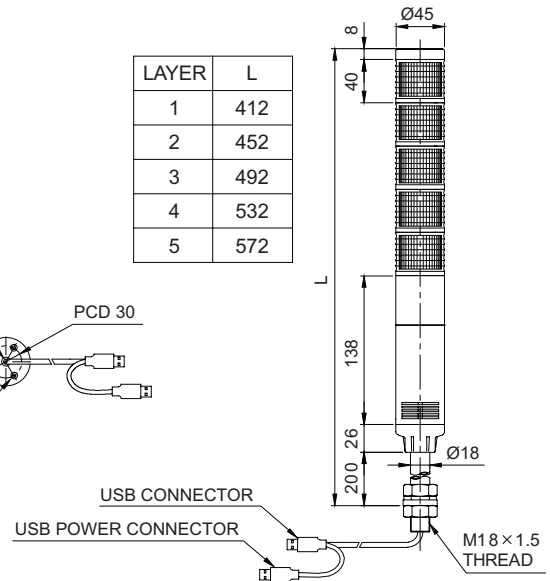 Ø45
8
40
LAYER L
1 412
2 452
3 492
4 532
5 572
L
PCD 30
138
26
Ø18
200
USB CONNECTOR
USB POWER CONNECTOR
M18×1.5
THREAD